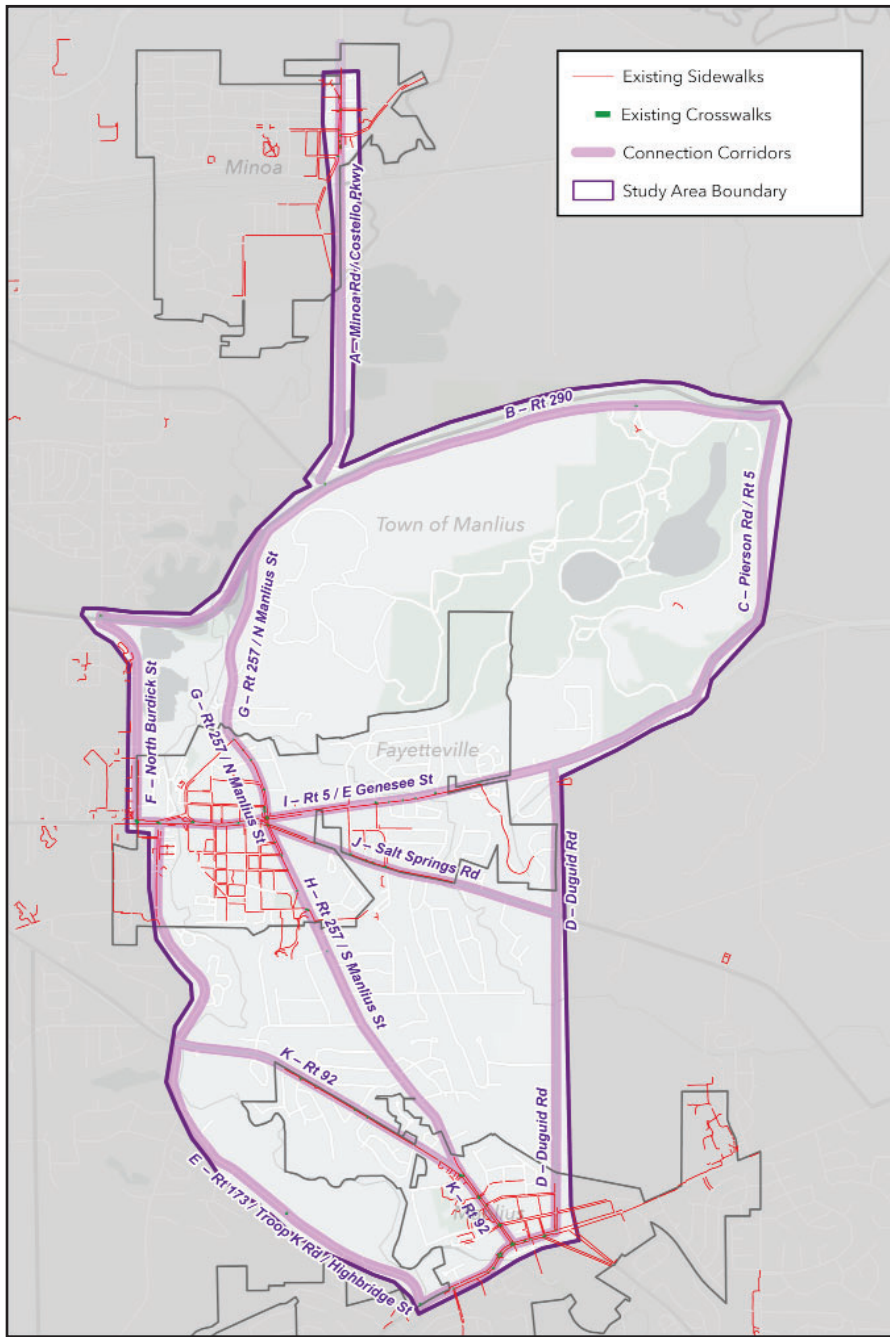 Existing Sidewalks
Existing Crosswalks
Connection Corridors
Study Area Boundary
Minoa
A – Minoa Rd / Costello Pkwy
B – Rt 290
Town of Manlius
C – Pierson Rd / Rt 5
G – Rt 257 / N Manlius St
F – North Burdick St
G – Rt 257 / N Manlius St
Fayetteville
I – Rt 5 / E Genesee St
J – Salt Springs Rd
D – Duguid Rd
H – Rt 257 / S Manlius St
K – Rt 92
D – Duguid Rd
E – Rt 173 / Troop K Rd / Highbridge St
K – Rt 92
Manlius